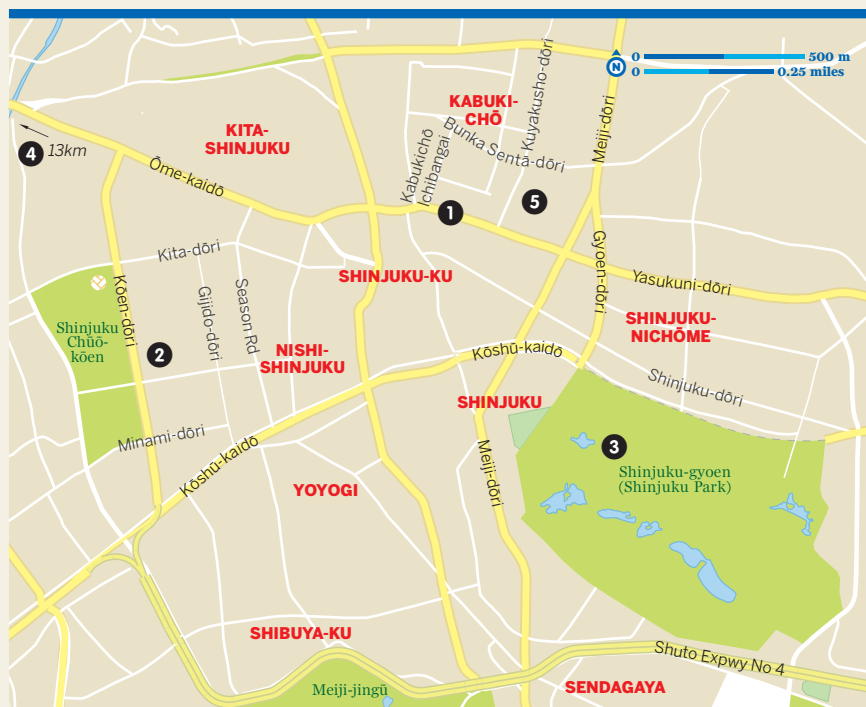 0 500 m
N
0 0.25 miles
KABUKI-
CHŌ
Kuyakusho-dōri
Meiji-dōri
Bunka Sentā-dōri
KITA-
SHINJUKU
4 13km
Ōme-kaidō
Kabukichō
Ichibangai
1
5
Kita-dōri
SHINJUKU-KU
Gyoen-dōri
Yasukuni-dōri
Kōen-dōri
Gijido-dōri
Season Rd
SHINJUKU-
NICHŌME
Shinjuku
Chūō-
kōen
2
NISHI-
SHINJUKU
Kōshū-kaidō
Shinjuku-dōri
SHINJUKU
Minami-dōri
Kōshū-kaidō
Meiji-dōri
3
Shinjuku-gyoen
(Shinjuku Park)
YOYOGI
SHIBUYA-KU
Shuto Expwy No 4
Meiji-jingū
SENDAGAYA